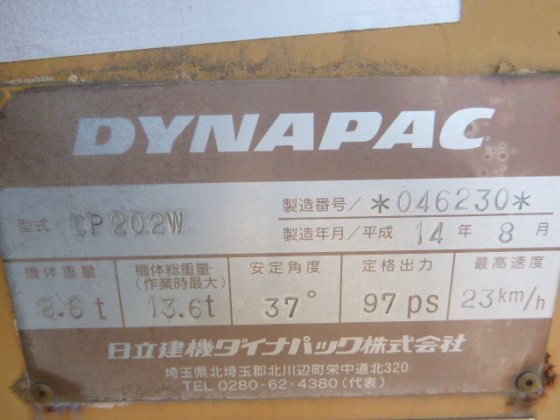 DYNAPAC
型式 CP202W
製造番号/ *046230*
製造年月/平成 14 年 8 月
機体重量 機体総重量 (作業時最大) 安定角度 定格出力 最高速度
8.6t 13.6t 37° 97ps 23km/h
日立建機ダイナパック株式会社
埼玉県北埼玉郡北川辺町栄中道北320
TEL 0280-62-4380(代表)